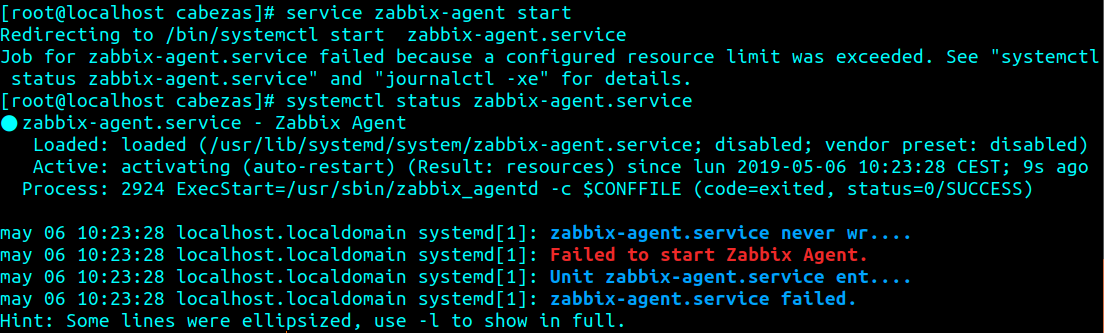 [root@localhost cabezas]# service zabbix-agent start
Redirecting to /bin/systemctl start  zabbix-agent.service
Job for zabbix-agent.service failed because a configured resource limit was exceeded. See "systemctl
 status zabbix-agent.service" and "journalctl -xe" for details.
[root@localhost cabezas]# systemctl status zabbix-agent.service
● zabbix-agent.service - Zabbix Agent
   Loaded: loaded (/usr/lib/systemd/system/zabbix-agent.service; disabled; vendor preset: disabled)
   Active: activating (auto-restart) (Result: resources) since lun 2019-05-06 10:23:28 CEST; 9s ago
  Process: 2924 ExecStart=/usr/sbin/zabbix_agentd -c $CONFFILE (code=exited, status=0/SUCCESS)

may 06 10:23:28 localhost.localdomain systemd[1]: zabbix-agent.service never wr....
may 06 10:23:28 localhost.localdomain systemd[1]: Failed to start Zabbix Agent.
may 06 10:23:28 localhost.localdomain systemd[1]: Unit zabbix-agent.service ent....
may 06 10:23:28 localhost.localdomain systemd[1]: zabbix-agent.service failed.
Hint: Some lines were ellipsized, use -l to show in full.